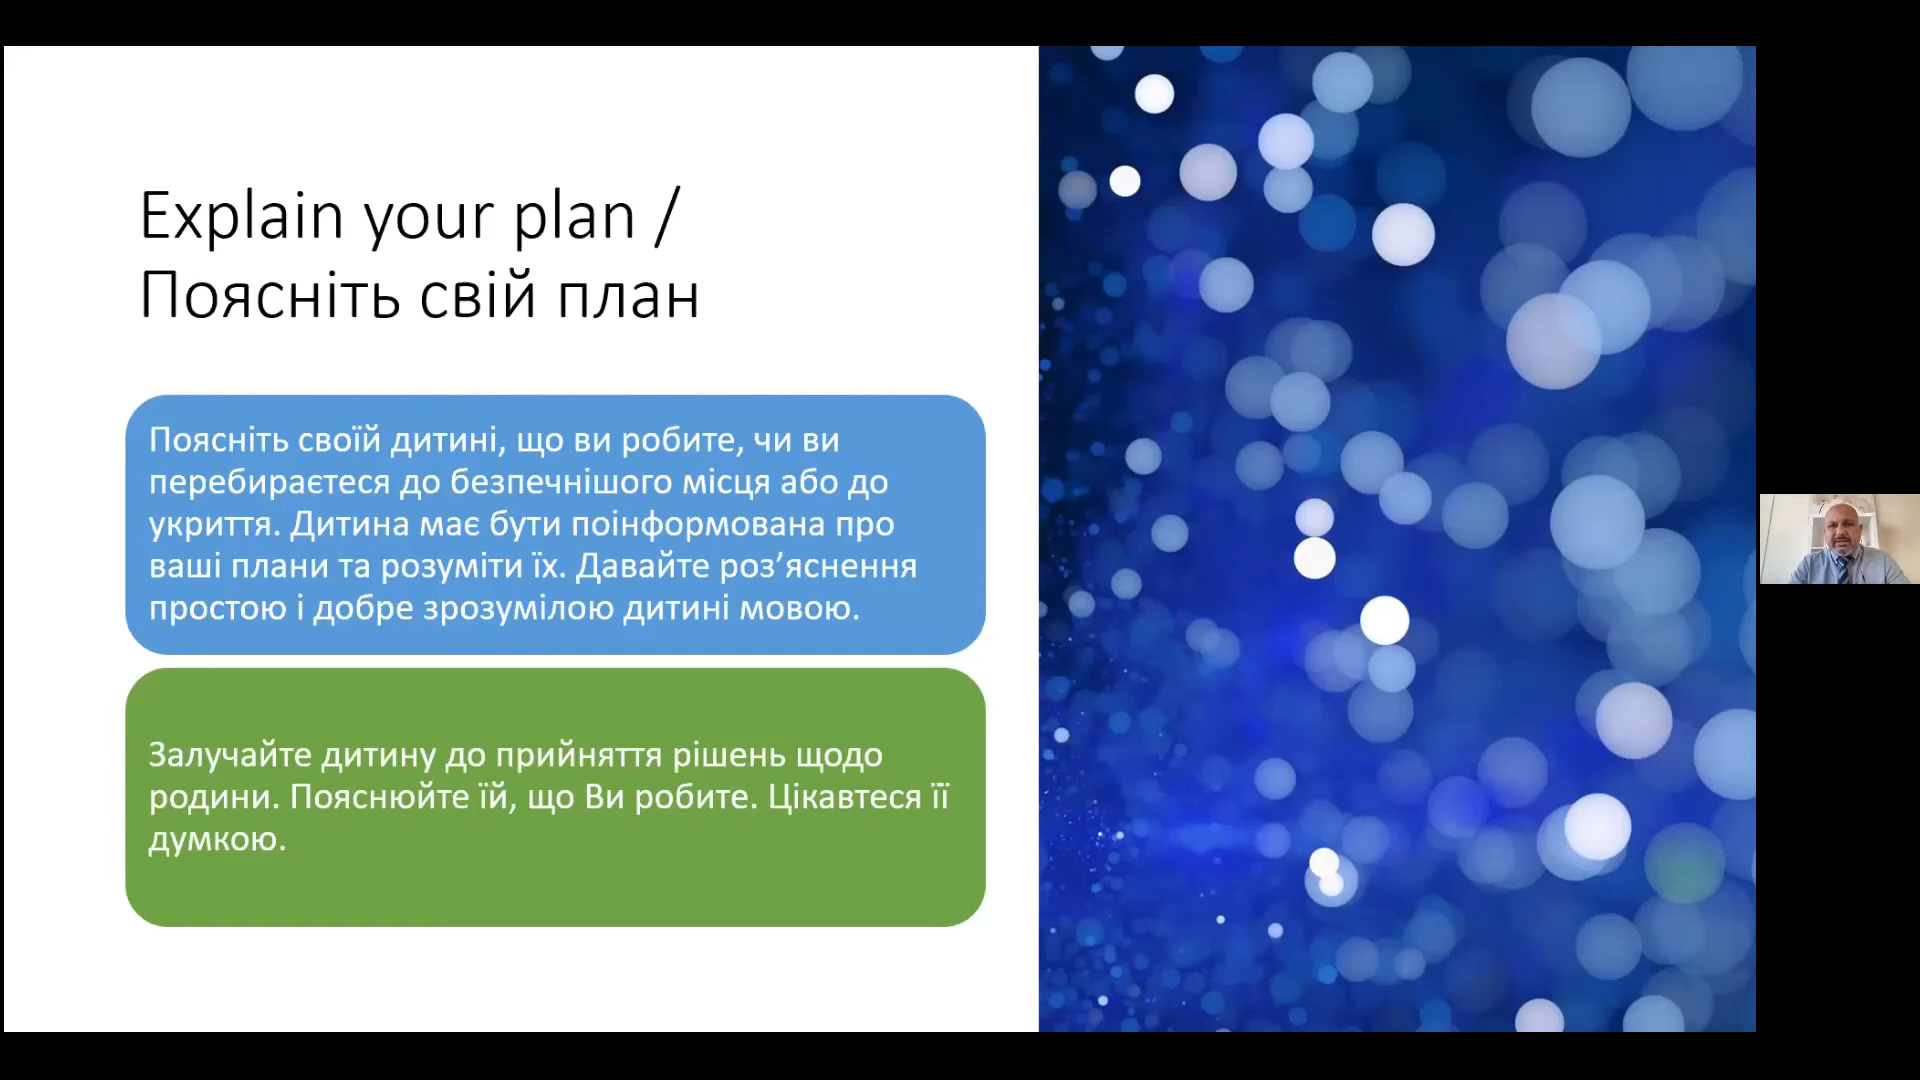 Explain your plan /
Поясніть свій план
Поясніть своїй дитині, що ви робите, чи ви
перебираєтеся до безпечнішого місця або до
укриття. Дитина має бути поінформована про
ваші плани та розуміти їх. Давайте роз’яснення
простою і добре зрозумілою дитині мовою.
Залучайте дитину до прийняття рішень щодо
родини. Пояснюйте їй, що Ви робите. Цікавтеся її
думкою.